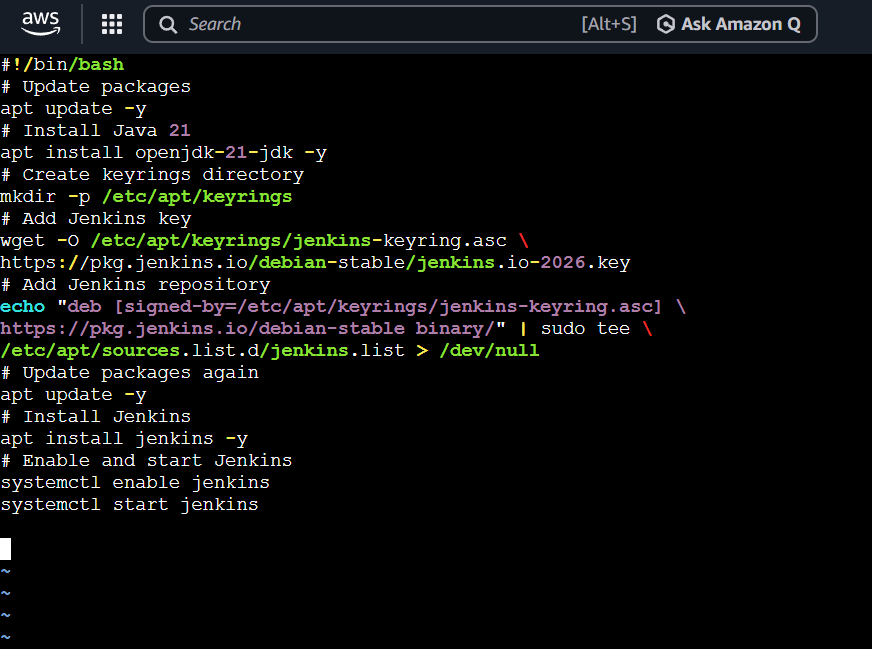 aws
Search [Alt+S] Ask Amazon Q
#!/bin/bash
# Update packages
apt update -y
# Install Java 21
apt install openjdk-21-jdk -y
# Create keyrings directory
mkdir -p /etc/apt/keyrings
# Add Jenkins key
wget -O /etc/apt/keyrings/jenkins-keyring.asc \
https://pkg.jenkins.io/debian-stable/jenkins.io-2026.key
# Add Jenkins repository
echo "deb [signed-by=/etc/apt/keyrings/jenkins-keyring.asc] \
https://pkg.jenkins.io/debian-stable binary/" | sudo tee \
/etc/apt/sources.list.d/jenkins.list > /dev/null
# Update packages again
apt update -y
# Install Jenkins
apt install jenkins -y
# Enable and start Jenkins
systemctl enable jenkins
systemctl start jenkins
~
~
~
~